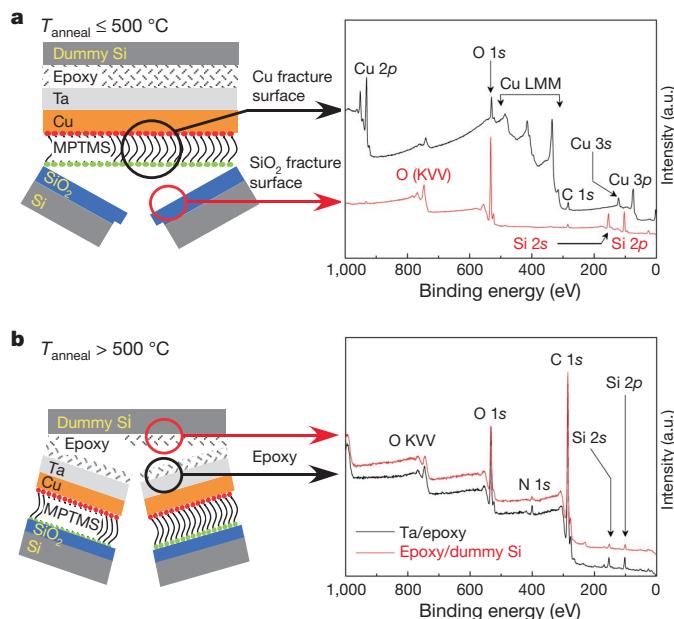 a
T anneal ≤ 500 °C
Dummy Si
Epoxy
Ta
Cu
MPTMS
SiO2
Si
Cu fracture
surface
SiO2 fracture
surface
Cu 2p
O 1s
Cu LMM
Cu 3s
C 1s
Cu 3p
O (KVV)
Si 2s
Si 2p
Intensity (a.u.)
1,000 800 600 400 200 0
Binding energy (eV)
b
T anneal > 500 °C
Dummy Si
Epoxy
Ta
Cu
MPTMS
SiO2
Si
Epoxy
C 1s
Si 2p
O 1s
Si 2s
O KVV
N 1s
Ta/epoxy
Epoxy/dummy Si
Intensity (a.u.)
1,000 800 600 400 200 0
Binding energy (eV)